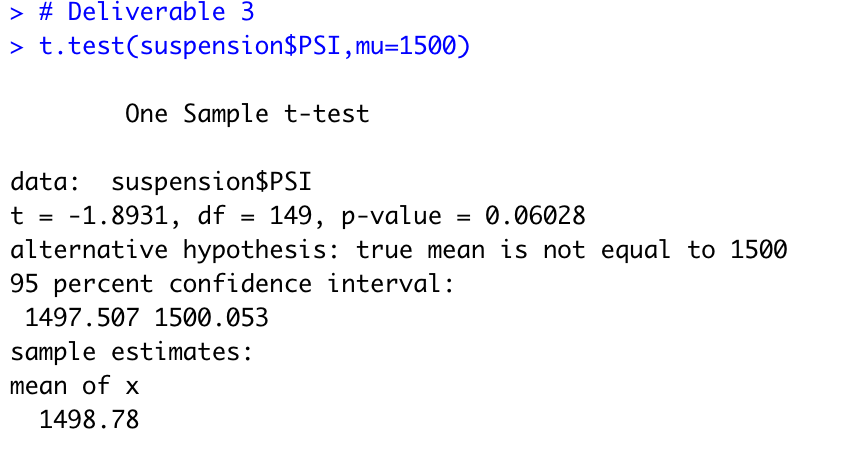 > # Deliverable 3
> t.test(suspension$PSI,mu=1500)
One Sample t-test
data:  suspension$PSI
t = -1.8931, df = 149, p-value = 0.06028
alternative hypothesis: true mean is not equal to 1500
95 percent confidence interval:
1497.507 1500.053
sample estimates:
mean of x
1498.78